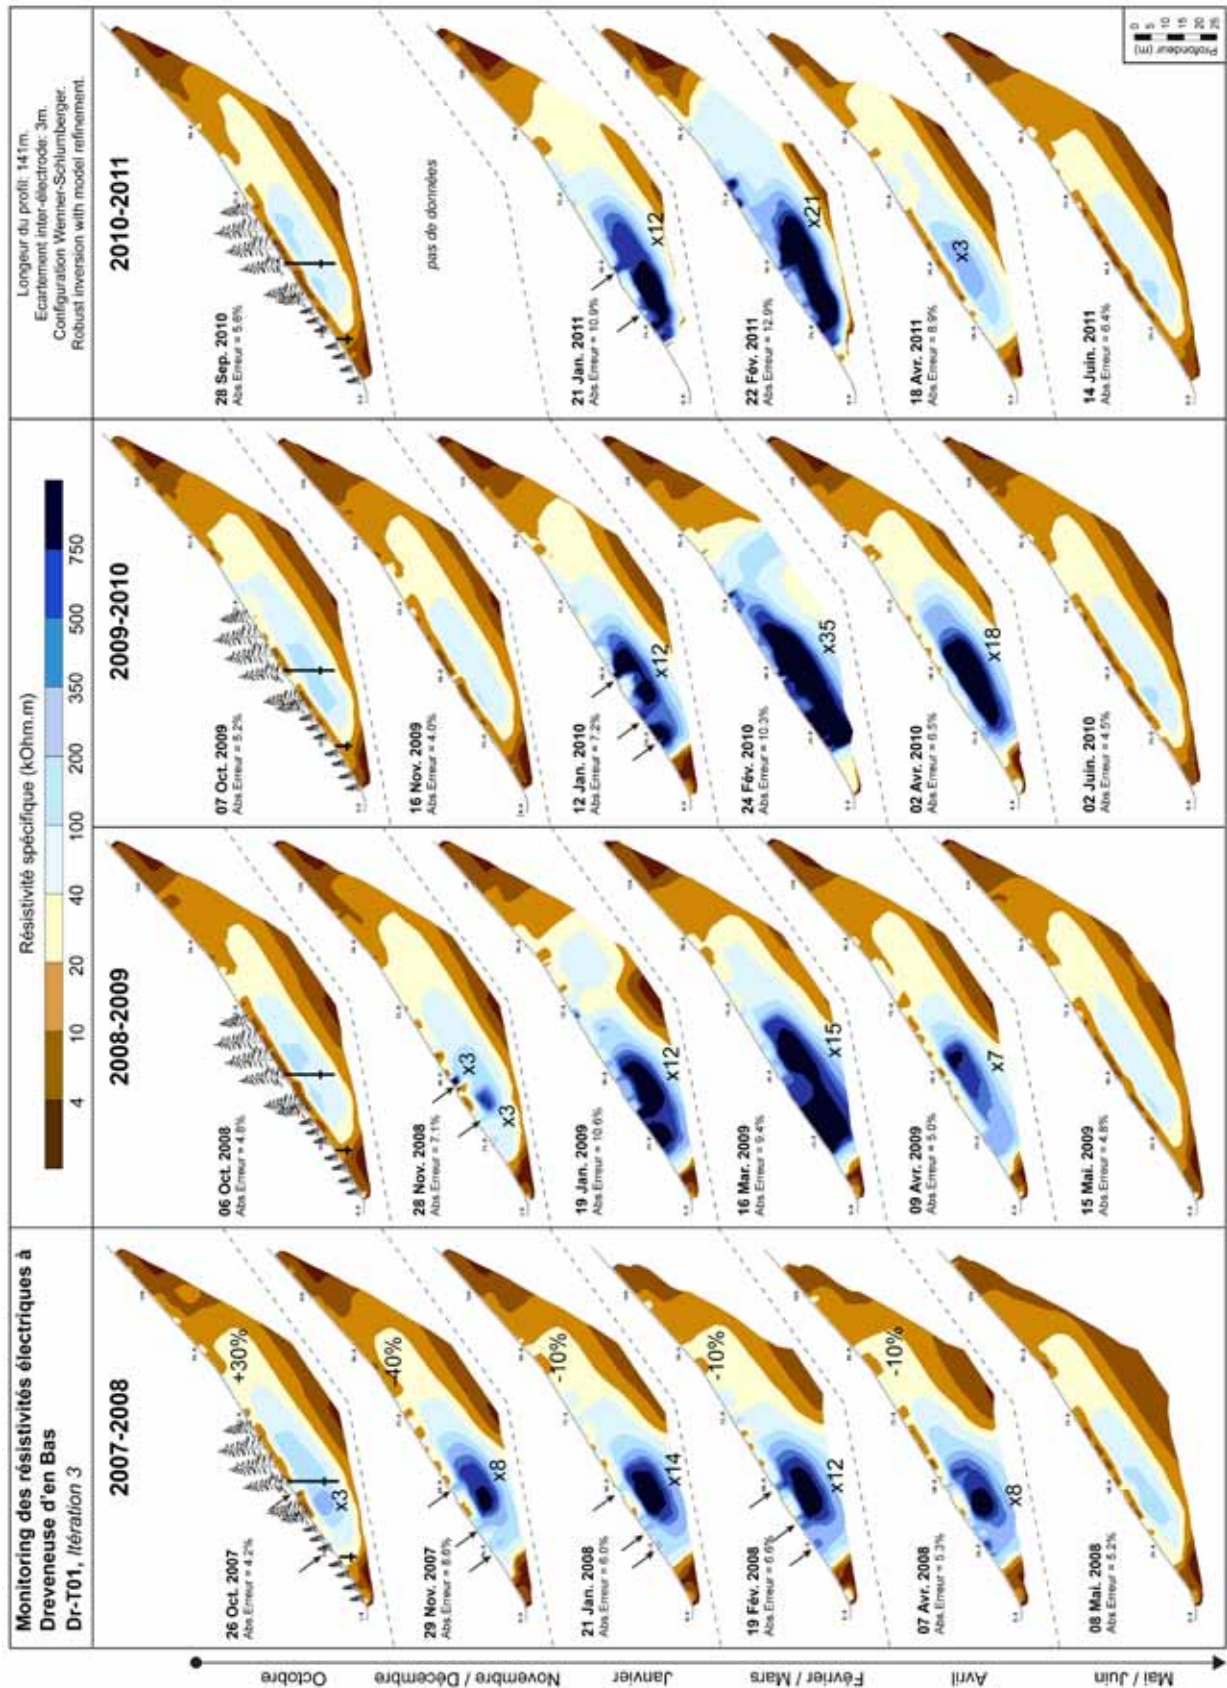 Monitoring des résistivités électriques à
Dreveneuse d'en Bas
Dr-T01, Itération 3
Résistivité spécifique (kOhm.m)
4 10 20 40 100 200 350 500 750
Longeur du profil: 141m.
Ecartement inter-électrode: 3m.
Configuration Wenner-Schlumberger.
Robust inversion with model refinement.
2007-2008
2008-2009
2009-2010
2010-2011
Octobre
26 Oct. 2007
Abs.Erreur = 4.2%
x3
+30%
06 Oct. 2008
Abs.Erreur = 4.8%
07 Oct. 2009
Abs.Erreur = 5.2%
28 Sep. 2010
Abs.Erreur = 5.6%
Novembre / Décembre
29 Nov. 2007
Abs.Erreur = 8.6%
x8
-40%
28 Nov. 2008
Abs.Erreur = 7.1%
x3
x3
16 Nov. 2009
Abs.Erreur = 4.0%
pas de données
Janvier
21 Jan. 2008
Abs.Erreur = 6.0%
x14
-10%
19 Jan. 2009
Abs.Erreur = 10.6%
x12
12 Jan. 2010
Abs.Erreur = 7.2%
x12
21 Jan. 2011
Abs.Erreur = 10.9%
x12
Février / Mars
19 Fév. 2008
Abs.Erreur = 6.6%
x12
-10%
16 Mar. 2009
Abs.Erreur = 9.4%
x15
24 Fév. 2010
Abs.Erreur = 10.3%
x35
22 Fév. 2011
Abs.Erreur = 12.9%
x21
Avril
07 Avr. 2008
Abs.Erreur = 5.3%
x8
-10%
09 Avr. 2009
Abs.Erreur = 5.0%
x7
02 Avr. 2010
Abs.Erreur = 6.5%
x18
18 Avr. 2011
Abs.Erreur = 8.9%
x3
Mai / Juin
08 Mai. 2008
Abs.Erreur = 5.2%
15 Mai. 2009
Abs.Erreur = 4.8%
02 Juin. 2010
Abs.Erreur = 4.5%
14 Juin. 2011
Abs.Erreur = 6.4%
0 5 10 15 20 25
Profondeur (m)